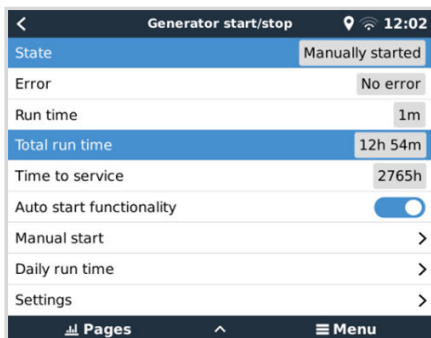 Generator start/stop 12:02
State Manually started
Error No error
Run time 1m
Total run time 12h 54m
Time to service 2765h
Auto start functionality
Manual start
Daily run time
Settings
Pages Menu